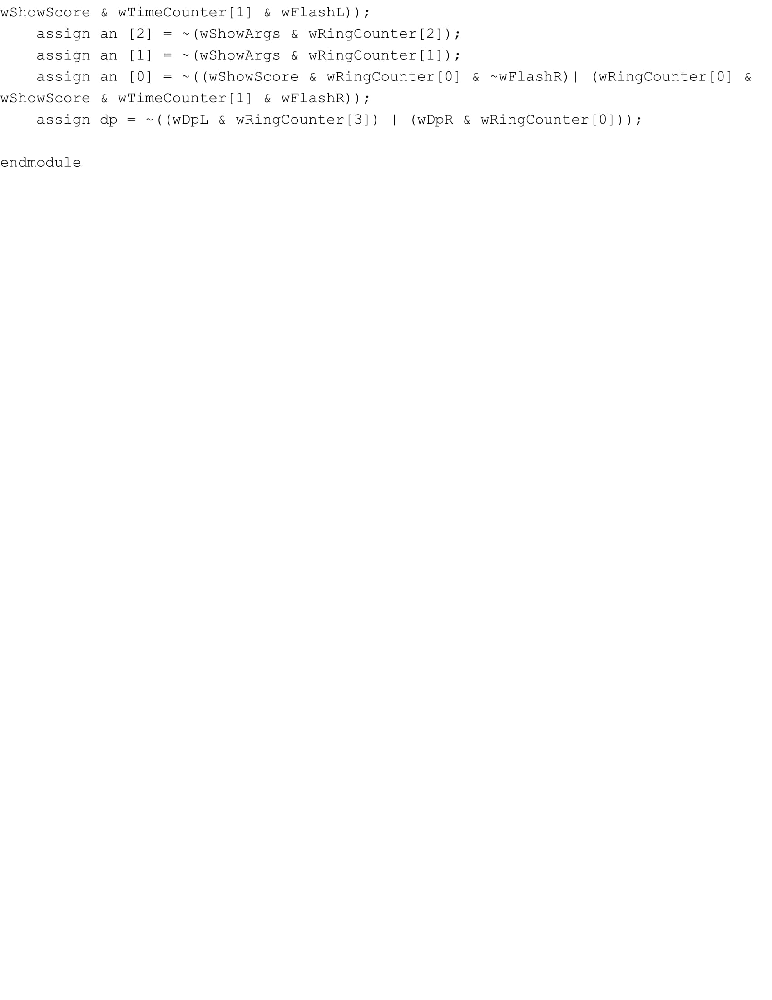 wShowScore & wTimeCounter[1] & wFlashL));
    assign an [2] = ~(wShowArgs & wRingCounter[2]);
    assign an [1] = ~(wShowArgs & wRingCounter[1]);
    assign an [0] = ~((wShowScore & wRingCounter[0] & ~wFlashR)| (wRingCounter[0] &
wShowScore & wTimeCounter[1] & wFlashR));
    assign dp = ~((wDpL & wRingCounter[3]) | (wDpR & wRingCounter[0]));
endmodule